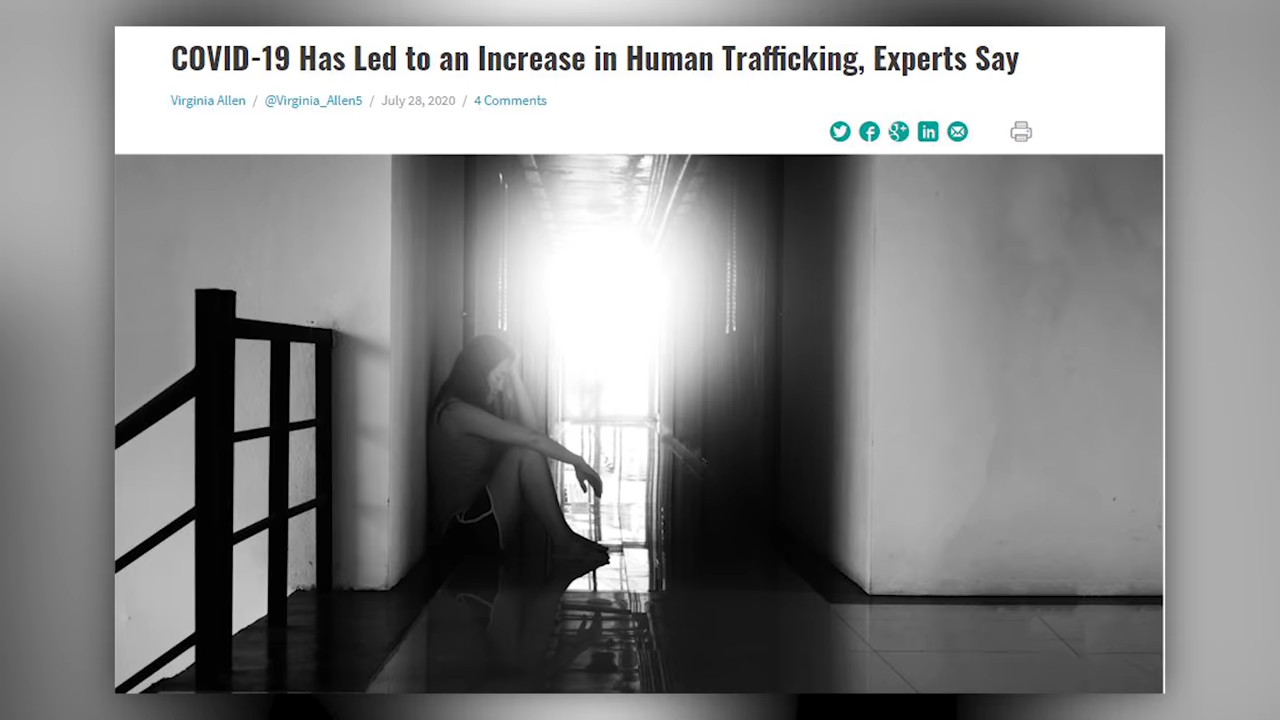 COVID-19 Has Led to an Increase in Human Trafficking, Experts Say
Virginia Allen / @Virginia_Allen5 / July 28, 2020 / 4 Comments